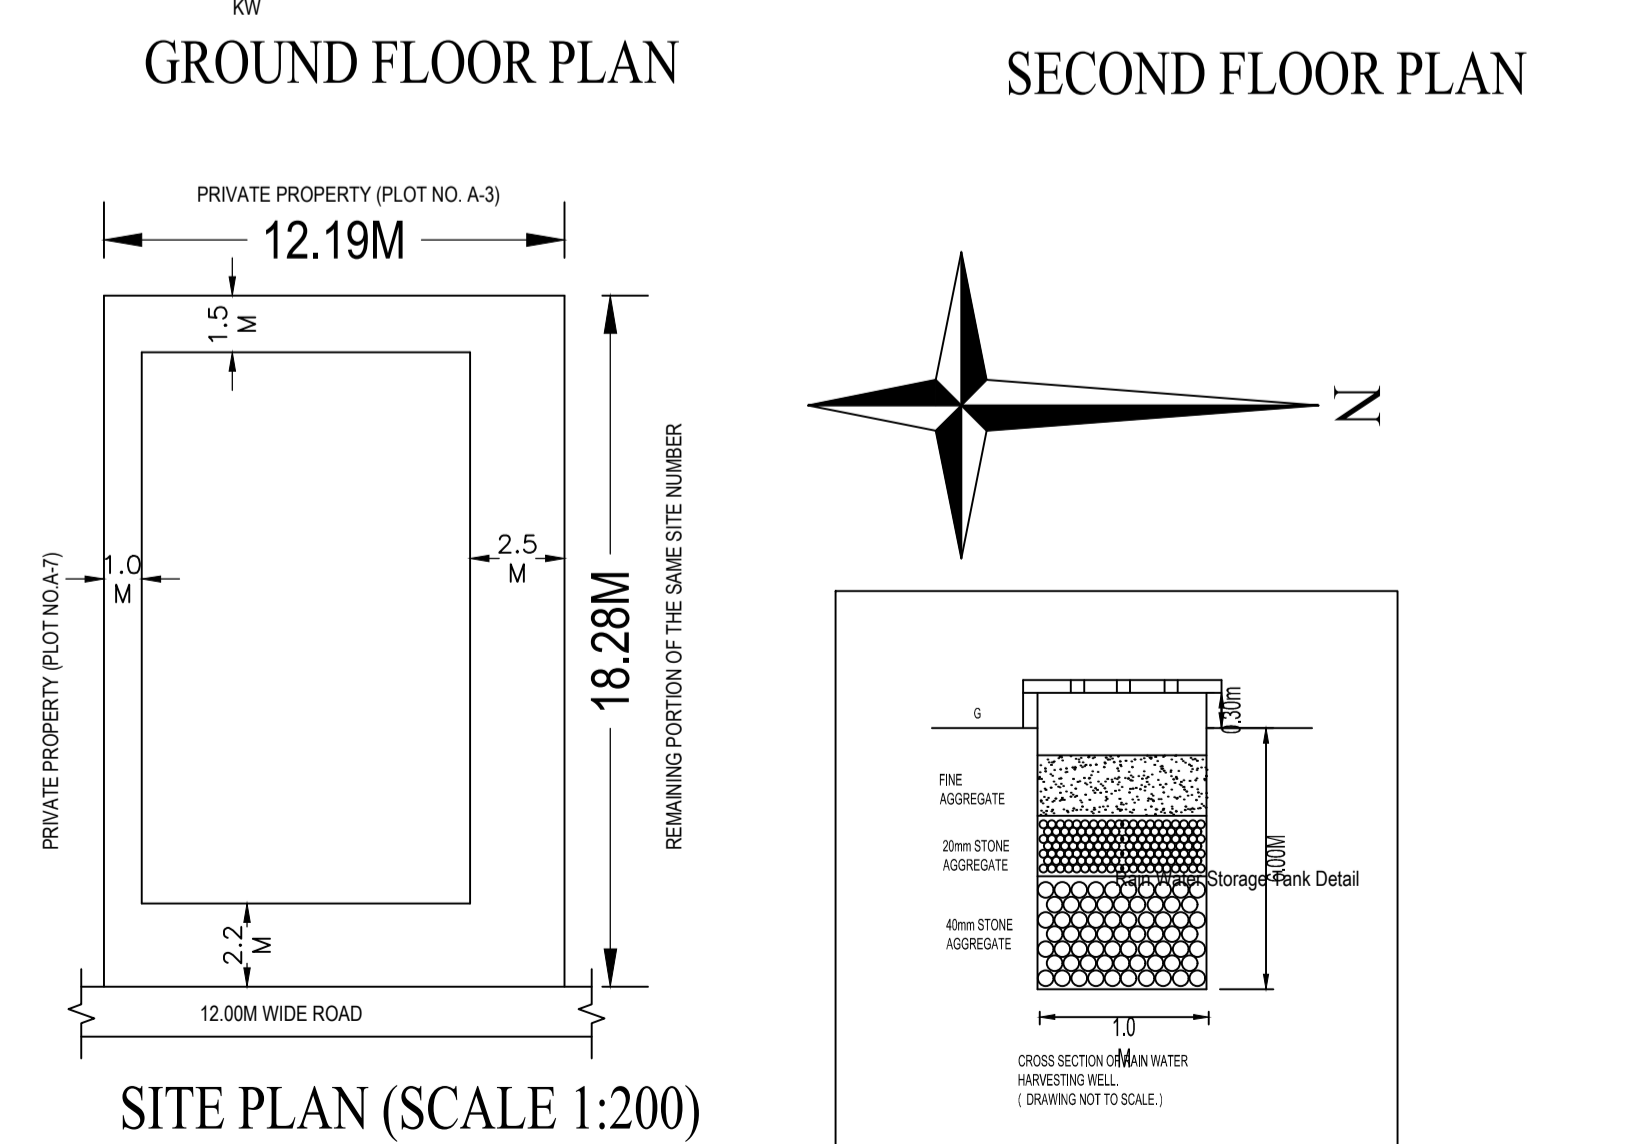 KW
GROUND FLOOR PLAN
SECOND FLOOR PLAN
PRIVATE PROPERTY (PLOT NO. A-3)
12.19M
1.5
M
PRIVATE PROPERTY (PLOT NO.A-7)
1.0
M
2.5
M
18.28M
REMAINING PORTION OF THE SAME SITE NUMBER
2.2
M
12.00M WIDE ROAD
SITE PLAN (SCALE 1:200)
N
G
0.30m
FINE
AGGREGATE
20mm STONE
AGGREGATE
Rain Water Storage Tank Detail
6.00M
40mm STONE
AGGREGATE
1.0
M
CROSS SECTION OF RAIN WATER
HARVESTING WELL.
( DRAWING NOT TO SCALE.)